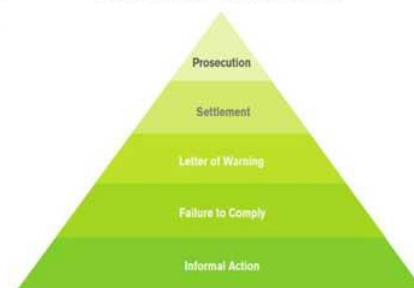 Prosecution
Settlement
Letter of Warning
Failure to Comply
Informal Action